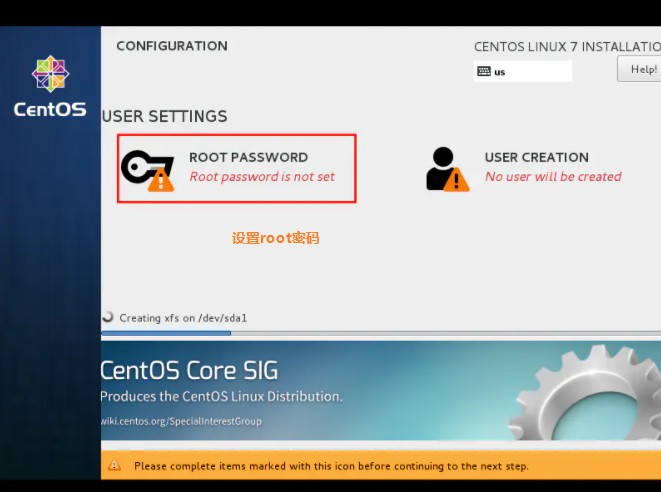 CONFIGURATION
CENTOS LINUX 7 INSTALLATIO
us
Help!
CentOS
USER SETTINGS
ROOT PASSWORD
Root password is not set
USER CREATION
No user will be created
设置root密码
Creating xfs on /dev/sda1
CentOS Core SIG
Produces the CentOS Linux Distribution.
wiki.centos.org/SpecialInterestGroup
Please complete items marked with this icon before continuing to the next step.